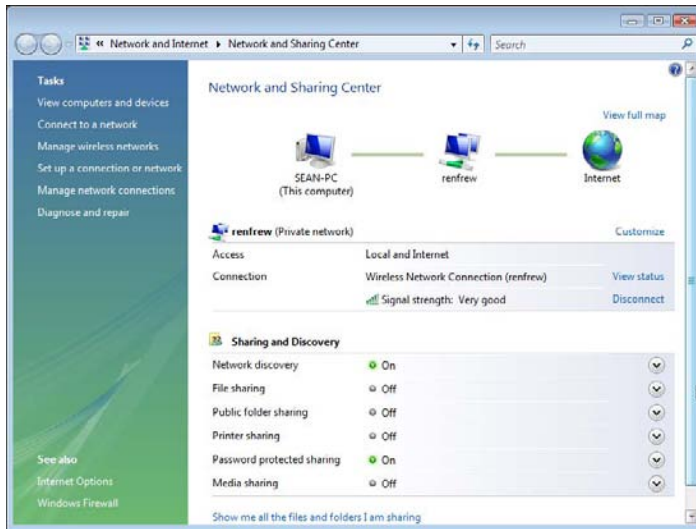 « Network and Internet ▸ Network and Sharing Center Search
Tasks
View computers and devices
Connect to a network
Manage wireless networks
Set up a connection or network
Manage network connections
Diagnose and repair
See also
Internet Options
Windows Firewall
Network and Sharing Center
View full map
SEAN-PC
(This computer)
renfrew
Internet
renfrew (Private network) Customize
Access Local and Internet
Connection Wireless Network Connection (renfrew) View status
Signal strength: Very good Disconnect
Sharing and Discovery
Network discovery On
File sharing Off
Public folder sharing Off
Printer sharing Off
Password protected sharing On
Media sharing Off
Show me all the files and folders I am sharing